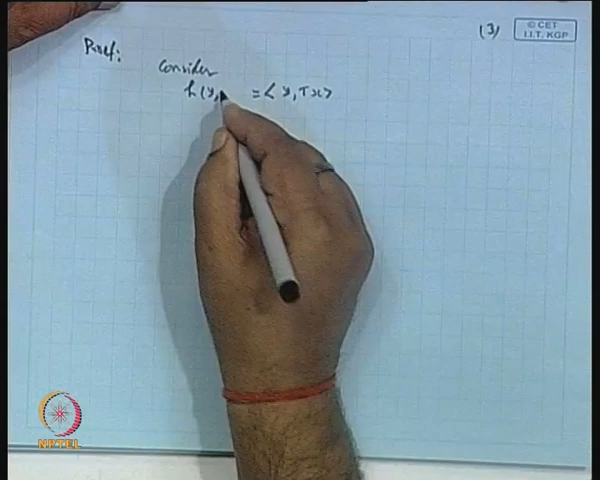 (3)
© CET
I.I.T. KGP
Proof:
Consider
h(y, = < y, Tx>
NPTEL